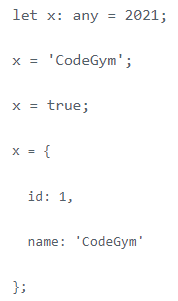 let x: any = 2021;
x = 'CodeGym';
x = true;
x = {
id: 1,
name: 'CodeGym'
};